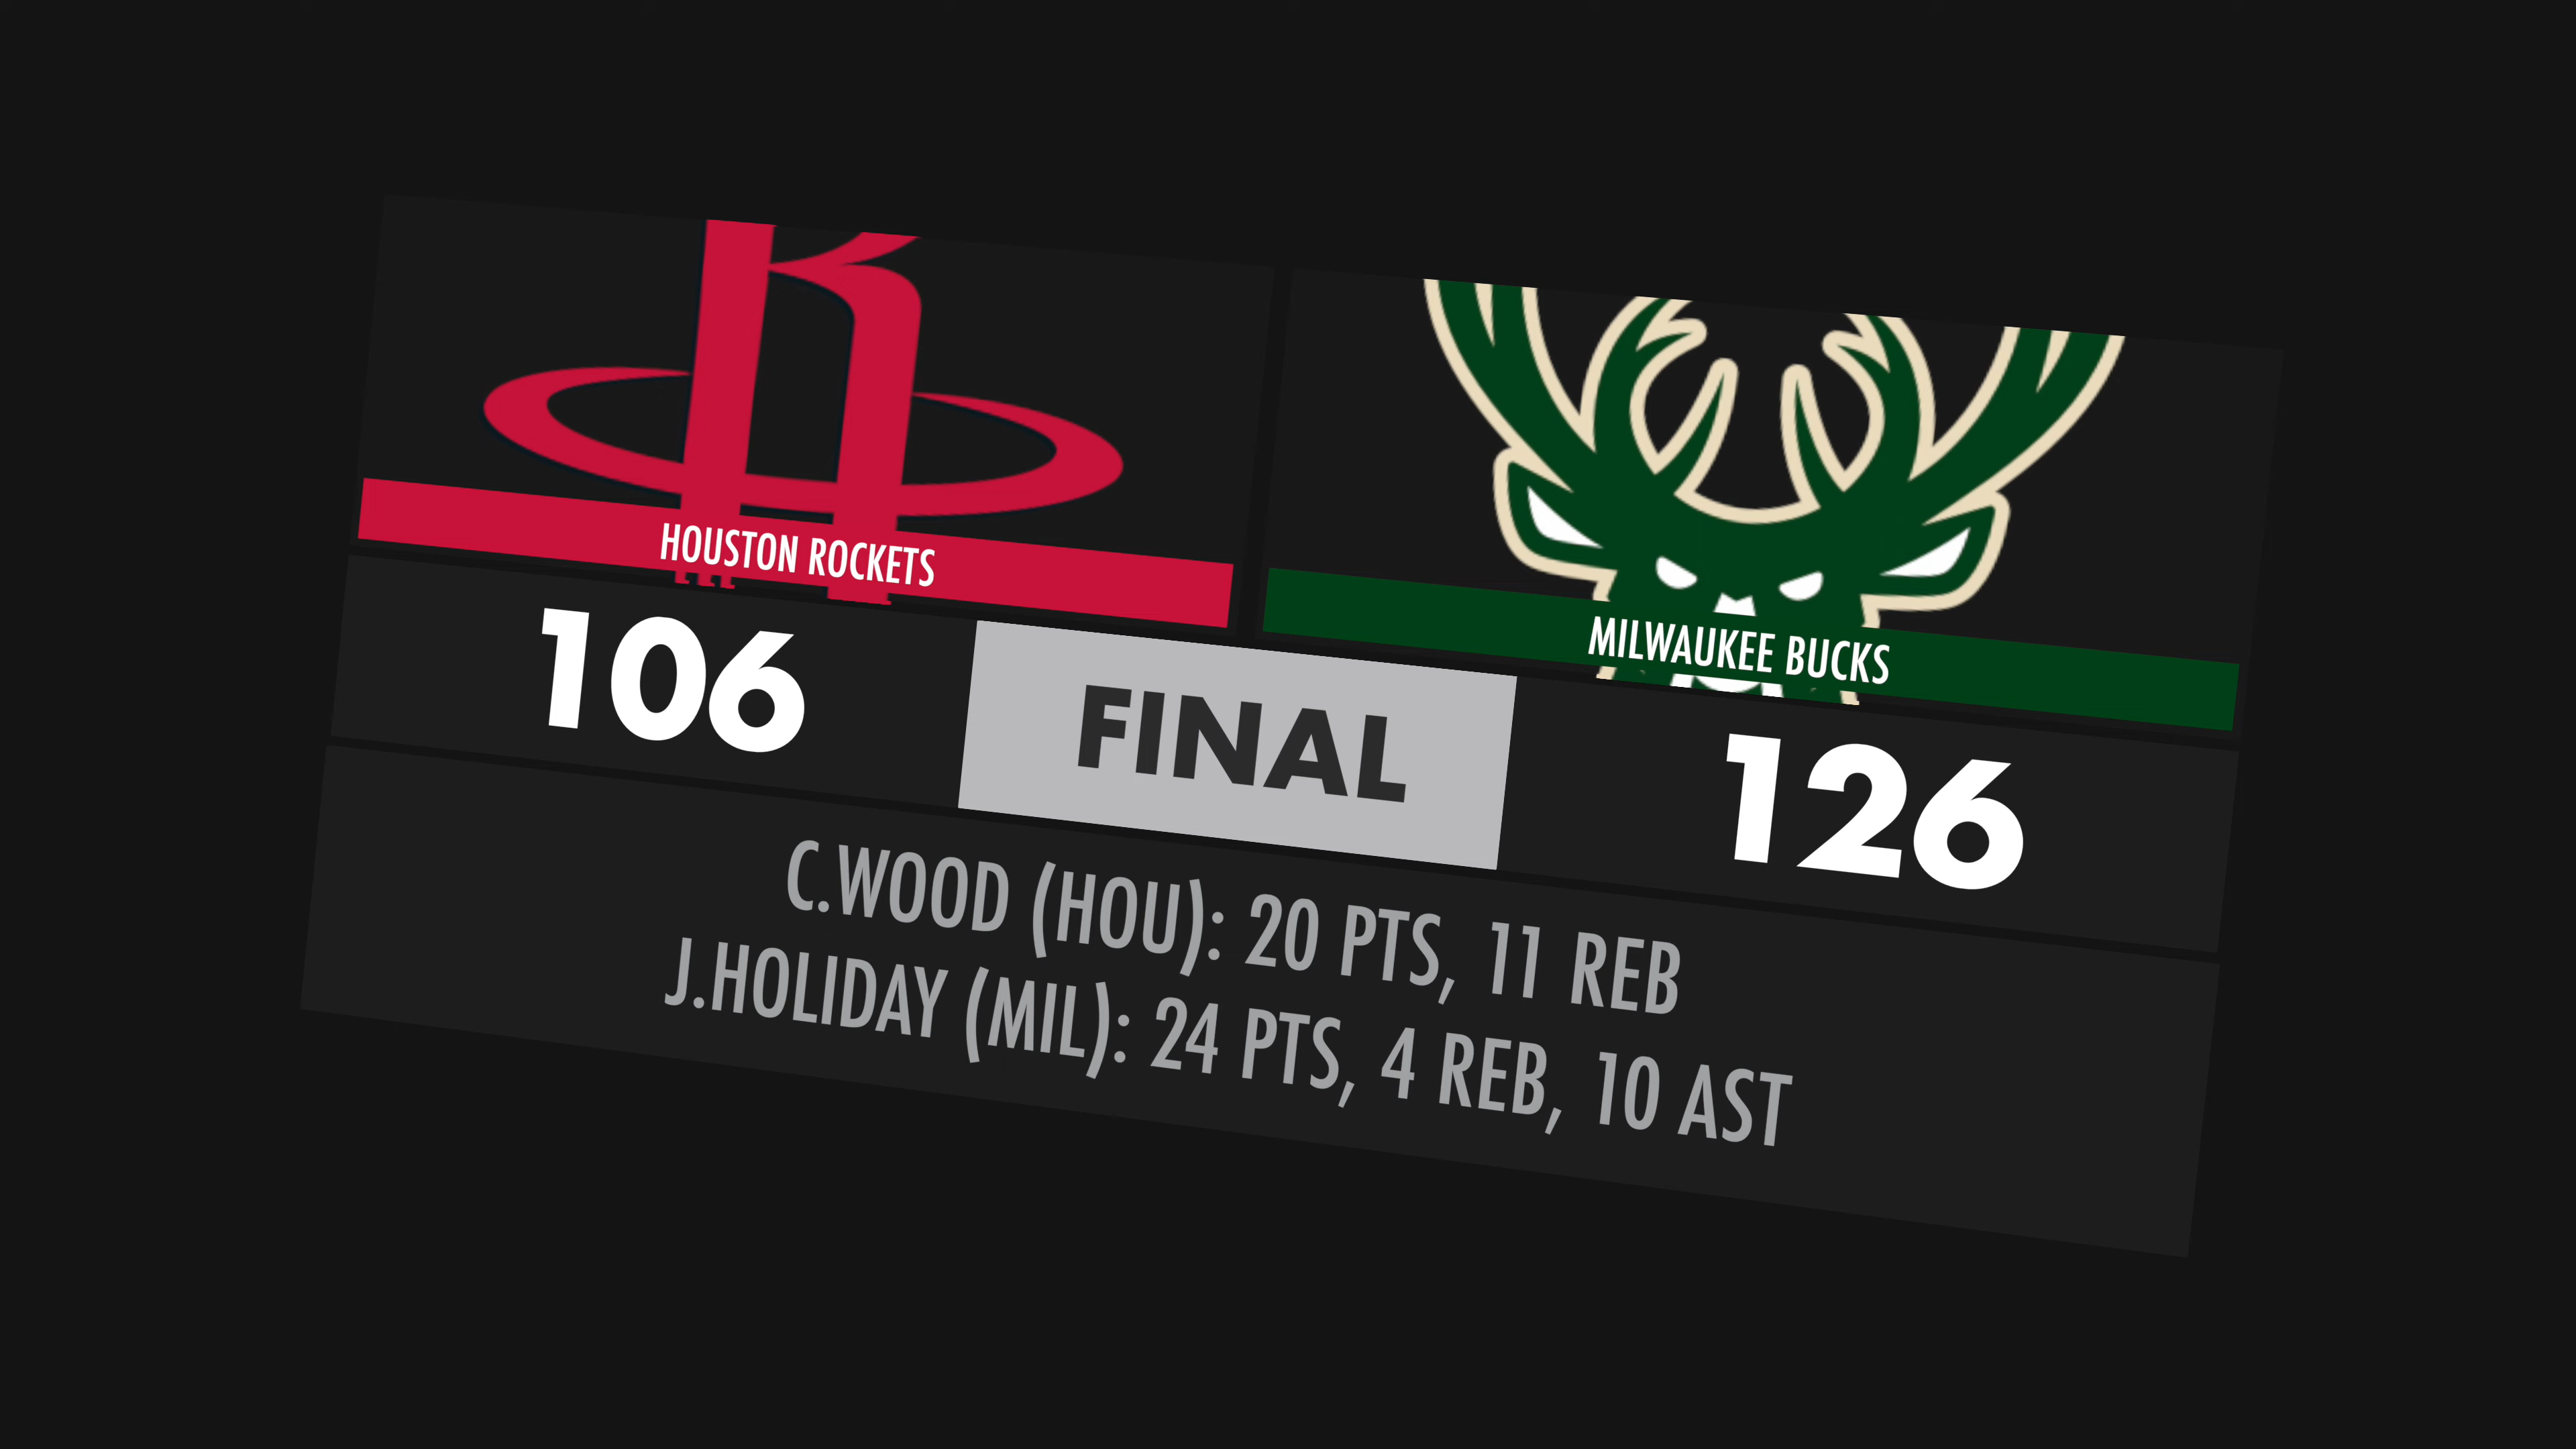 HOUSTON ROCKETS
MILWAUKEE BUCKS
106
FINAL
126
C.WOOD (HOU): 20 PTS, 11 REB
J.HOLIDAY (MIL): 24 PTS, 4 REB, 10 AST